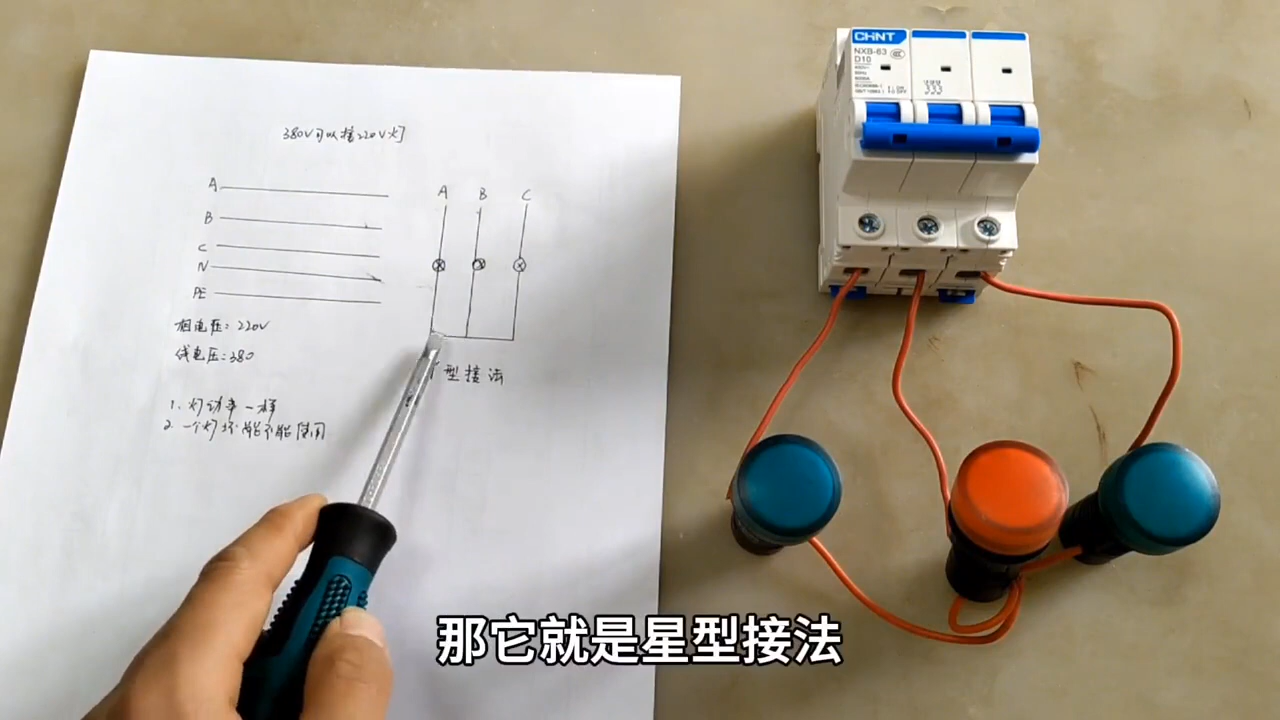 380V可以接220V灯
A
B
C
N
PE
A B C
相电压：220V
线电压：380
Y型接法
1、灯功率一样
2、一个灯坏能不能使用
CHNT
NXB-63
D10
那它就是星型接法